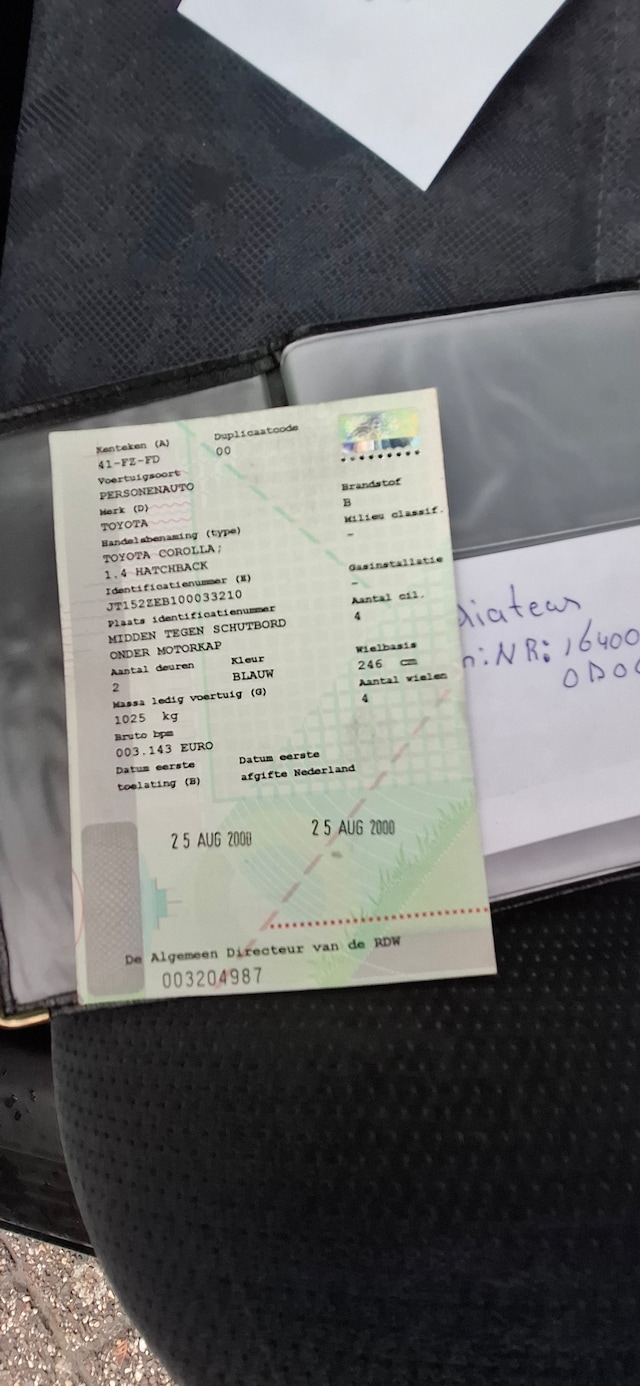 Kenteken (A) Duplicaatcode
41-FZ-FD 00
Voertuigsoort
PERSONENAUTO Brandstof
Merk (D) B
TOYOTA Milieu classif.
Handelsbenaming (type) -
TOYOTA COROLLA;
1.4 HATCHBACK Gasinstallatie
Identificatienummer (E) -
JT152ZEB100033210 Aantal cil.
Plaats identificatienummer 4
MIDDEN TEGEN SCHUTBORD
ONDER MOTORKAP Wielbasis
Aantal deuren Kleur 246 cm
2 BLAUW Aantal wielen
Massa ledig voertuig (G) 4
1025 kg
Bruto bpm
003.143 EURO
Datum eerste Datum eerste
toelating (B) afgifte Nederland
25 AUG 2000 25 AUG 2000
De Algemeen Directeur van de RDW
003204987
diateur
n:NR: 16400
0D0